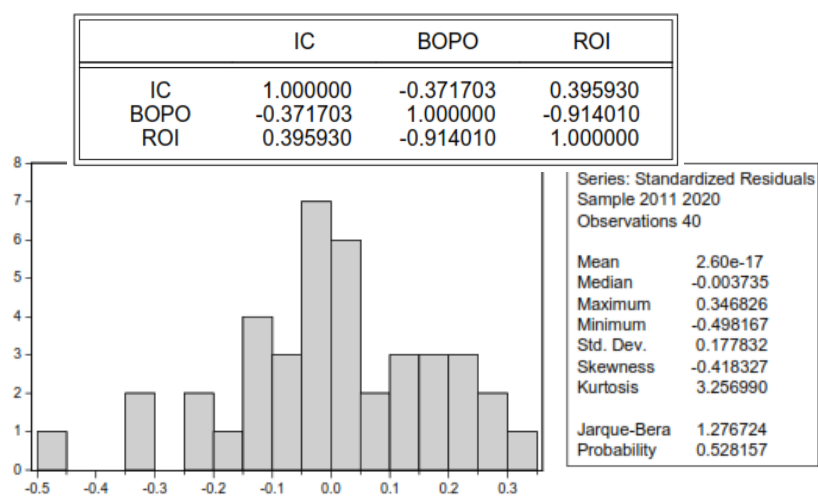 IC BOPO ROI
IC 1.000000 -0.371703 0.395930
BOPO -0.371703 1.000000 -0.914010
ROI 0.395930 -0.914010 1.000000
8
7
6
5
4
3
2
1
0
-0.5 -0.4 -0.3 -0.2 -0.1 0.0 0.1 0.2 0.3
Series: Standardized Residuals
Sample 2011 2020
Observations 40
Mean 2.60e-17
Median -0.003735
Maximum 0.346826
Minimum -0.498167
Std. Dev. 0.177832
Skewness -0.418327
Kurtosis 3.256990
Jarque-Bera 1.276724
Probability 0.528157